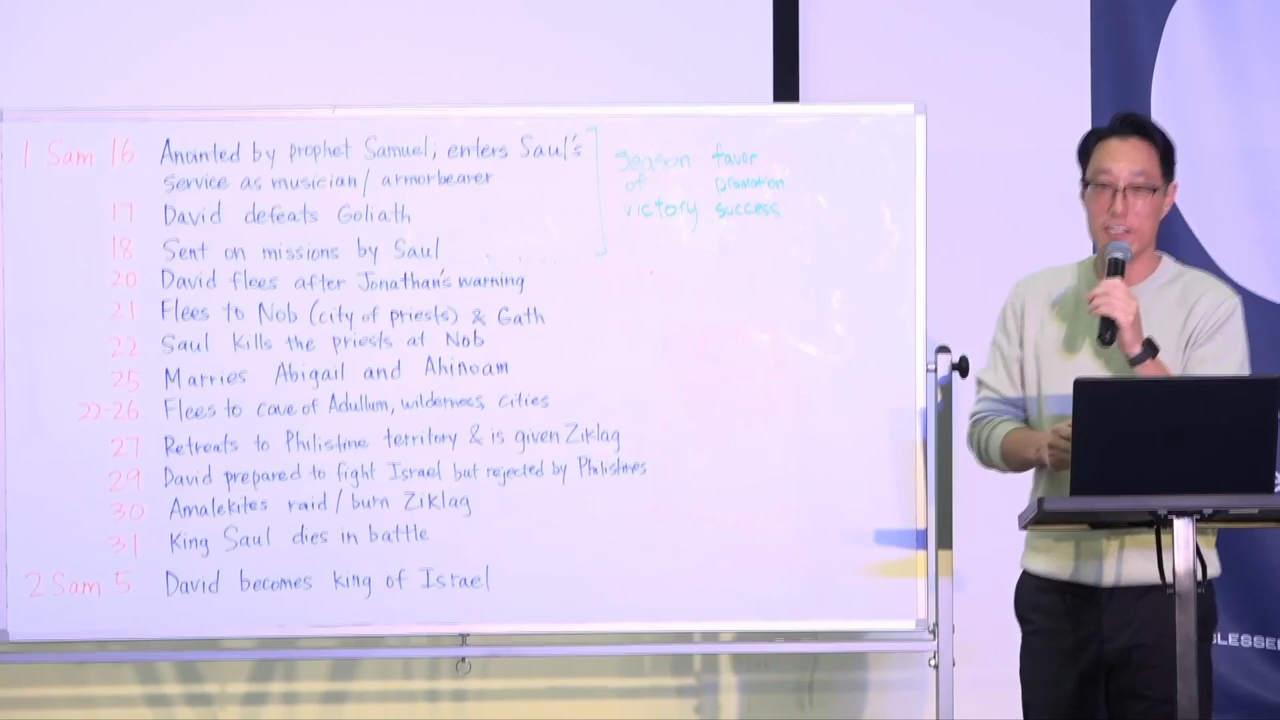 1 Sam 16 Anointed by prophet Samuel; enters Saul's
service as musician / armorbearer
17 David defeats Goliath
18 Sent on missions by Saul
season favor
of promotion
victory success
20 David flees after Jonathan's warning
21 Flees to Nob (city of priests) & Gath
22 Saul kills the priests at Nob
25 Marries Abigail and Ahinoam
22-26 Flees to cave of Adullum, wilderness, cities
27 Retreats to Philistine territory & is given Ziklag
29 David prepared to fight Israel but rejected by Philistines
30 Amalekites raid / burn Ziklag
31 King Saul dies in battle
2 Sam 5 David becomes king of Israel